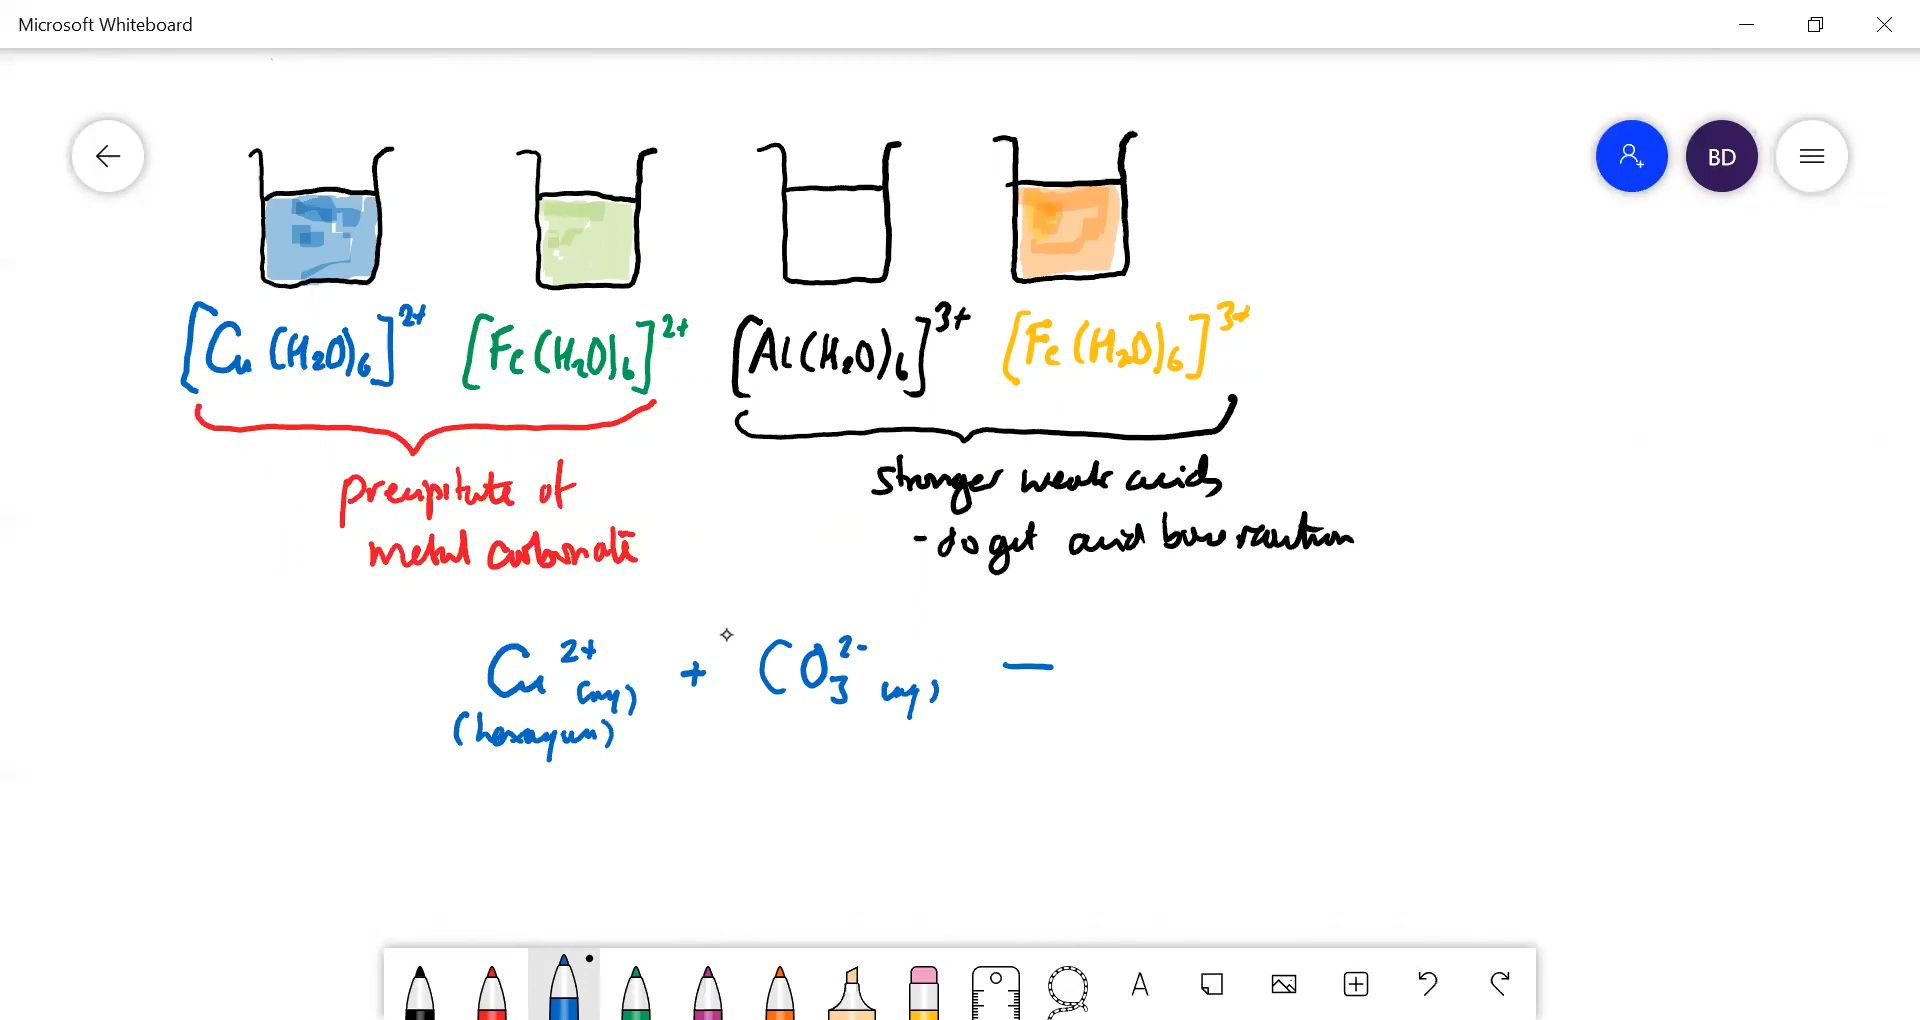 Microsoft Whiteboard
BD
[Cu(H₂O)₆]²⁺ [Fe(H₂O)₆]²⁺ [Al(H₂O)₆]³⁺ [Fe(H₂O)₆]³⁺
precipitate of
metal carbonate
stronger weak acids
- do get acid base reaction
Cu²⁺(aq) + CO₃²⁻(aq) —
(hexaqua)
A